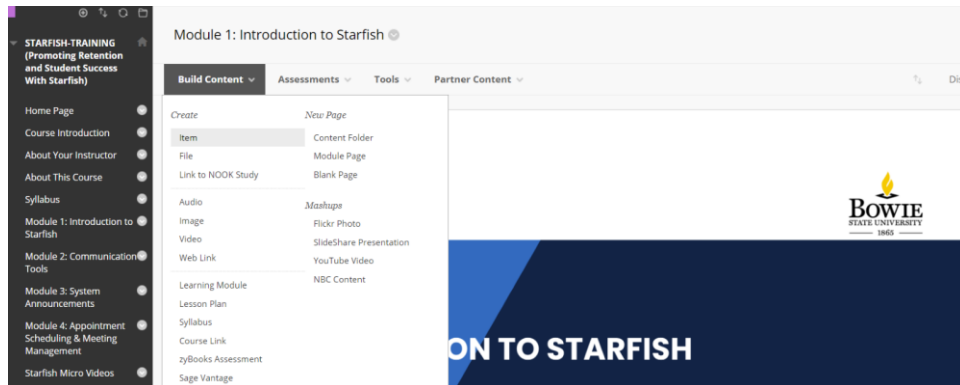 STARFISH-TRAINING
(Promoting Retention
and Student Success
With Starfish)
Home Page
Course Introduction
About Your Instructor
About This Course
Syllabus
Module 1: Introduction to
Starfish
Module 2: Communication
Tools
Module 3: System
Announcements
Module 4: Appointment
Scheduling & Meeting
Management
Starfish Micro Videos
Module 1: Introduction to Starfish
Build Content
Assessments
Tools
Partner Content
Dis
Create
Item
File
Link to NOOK Study
Audio
Image
Video
Web Link
Learning Module
Lesson Plan
Syllabus
Course Link
zyBooks Assessment
Sage Vantage
New Page
Content Folder
Module Page
Blank Page
Mashups
Flickr Photo
SlideShare Presentation
YouTube Video
NBC Content
BOWIE
STATE UNIVERSITY
1865
ON TO STARFISH